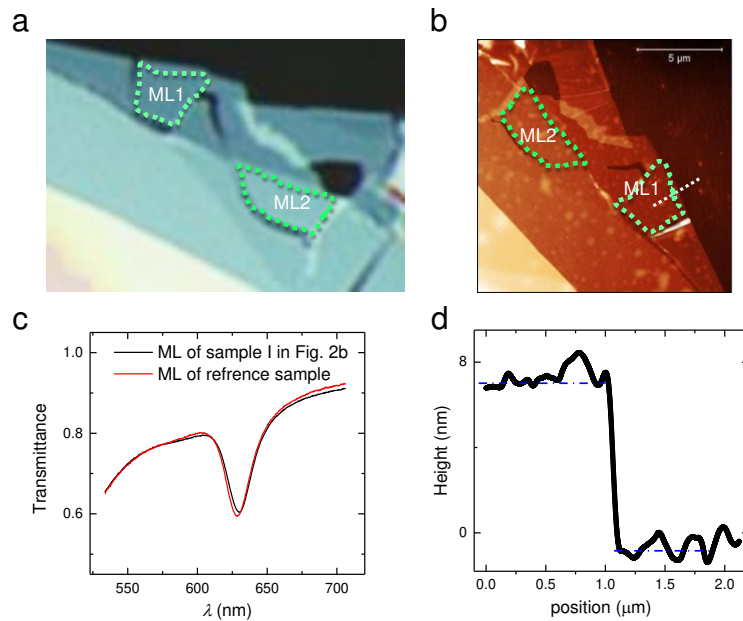 a
b
ML1
ML2
5 µm
ML2
ML1
c
d
1.0
0.8
0.6
Transmittance
ML of sample I in Fig. 2b
ML of refrence sample
550
600
650
700
λ (nm)
8
0
Height (nm)
0.0
0.5
1.0
1.5
2.0
position (µm)